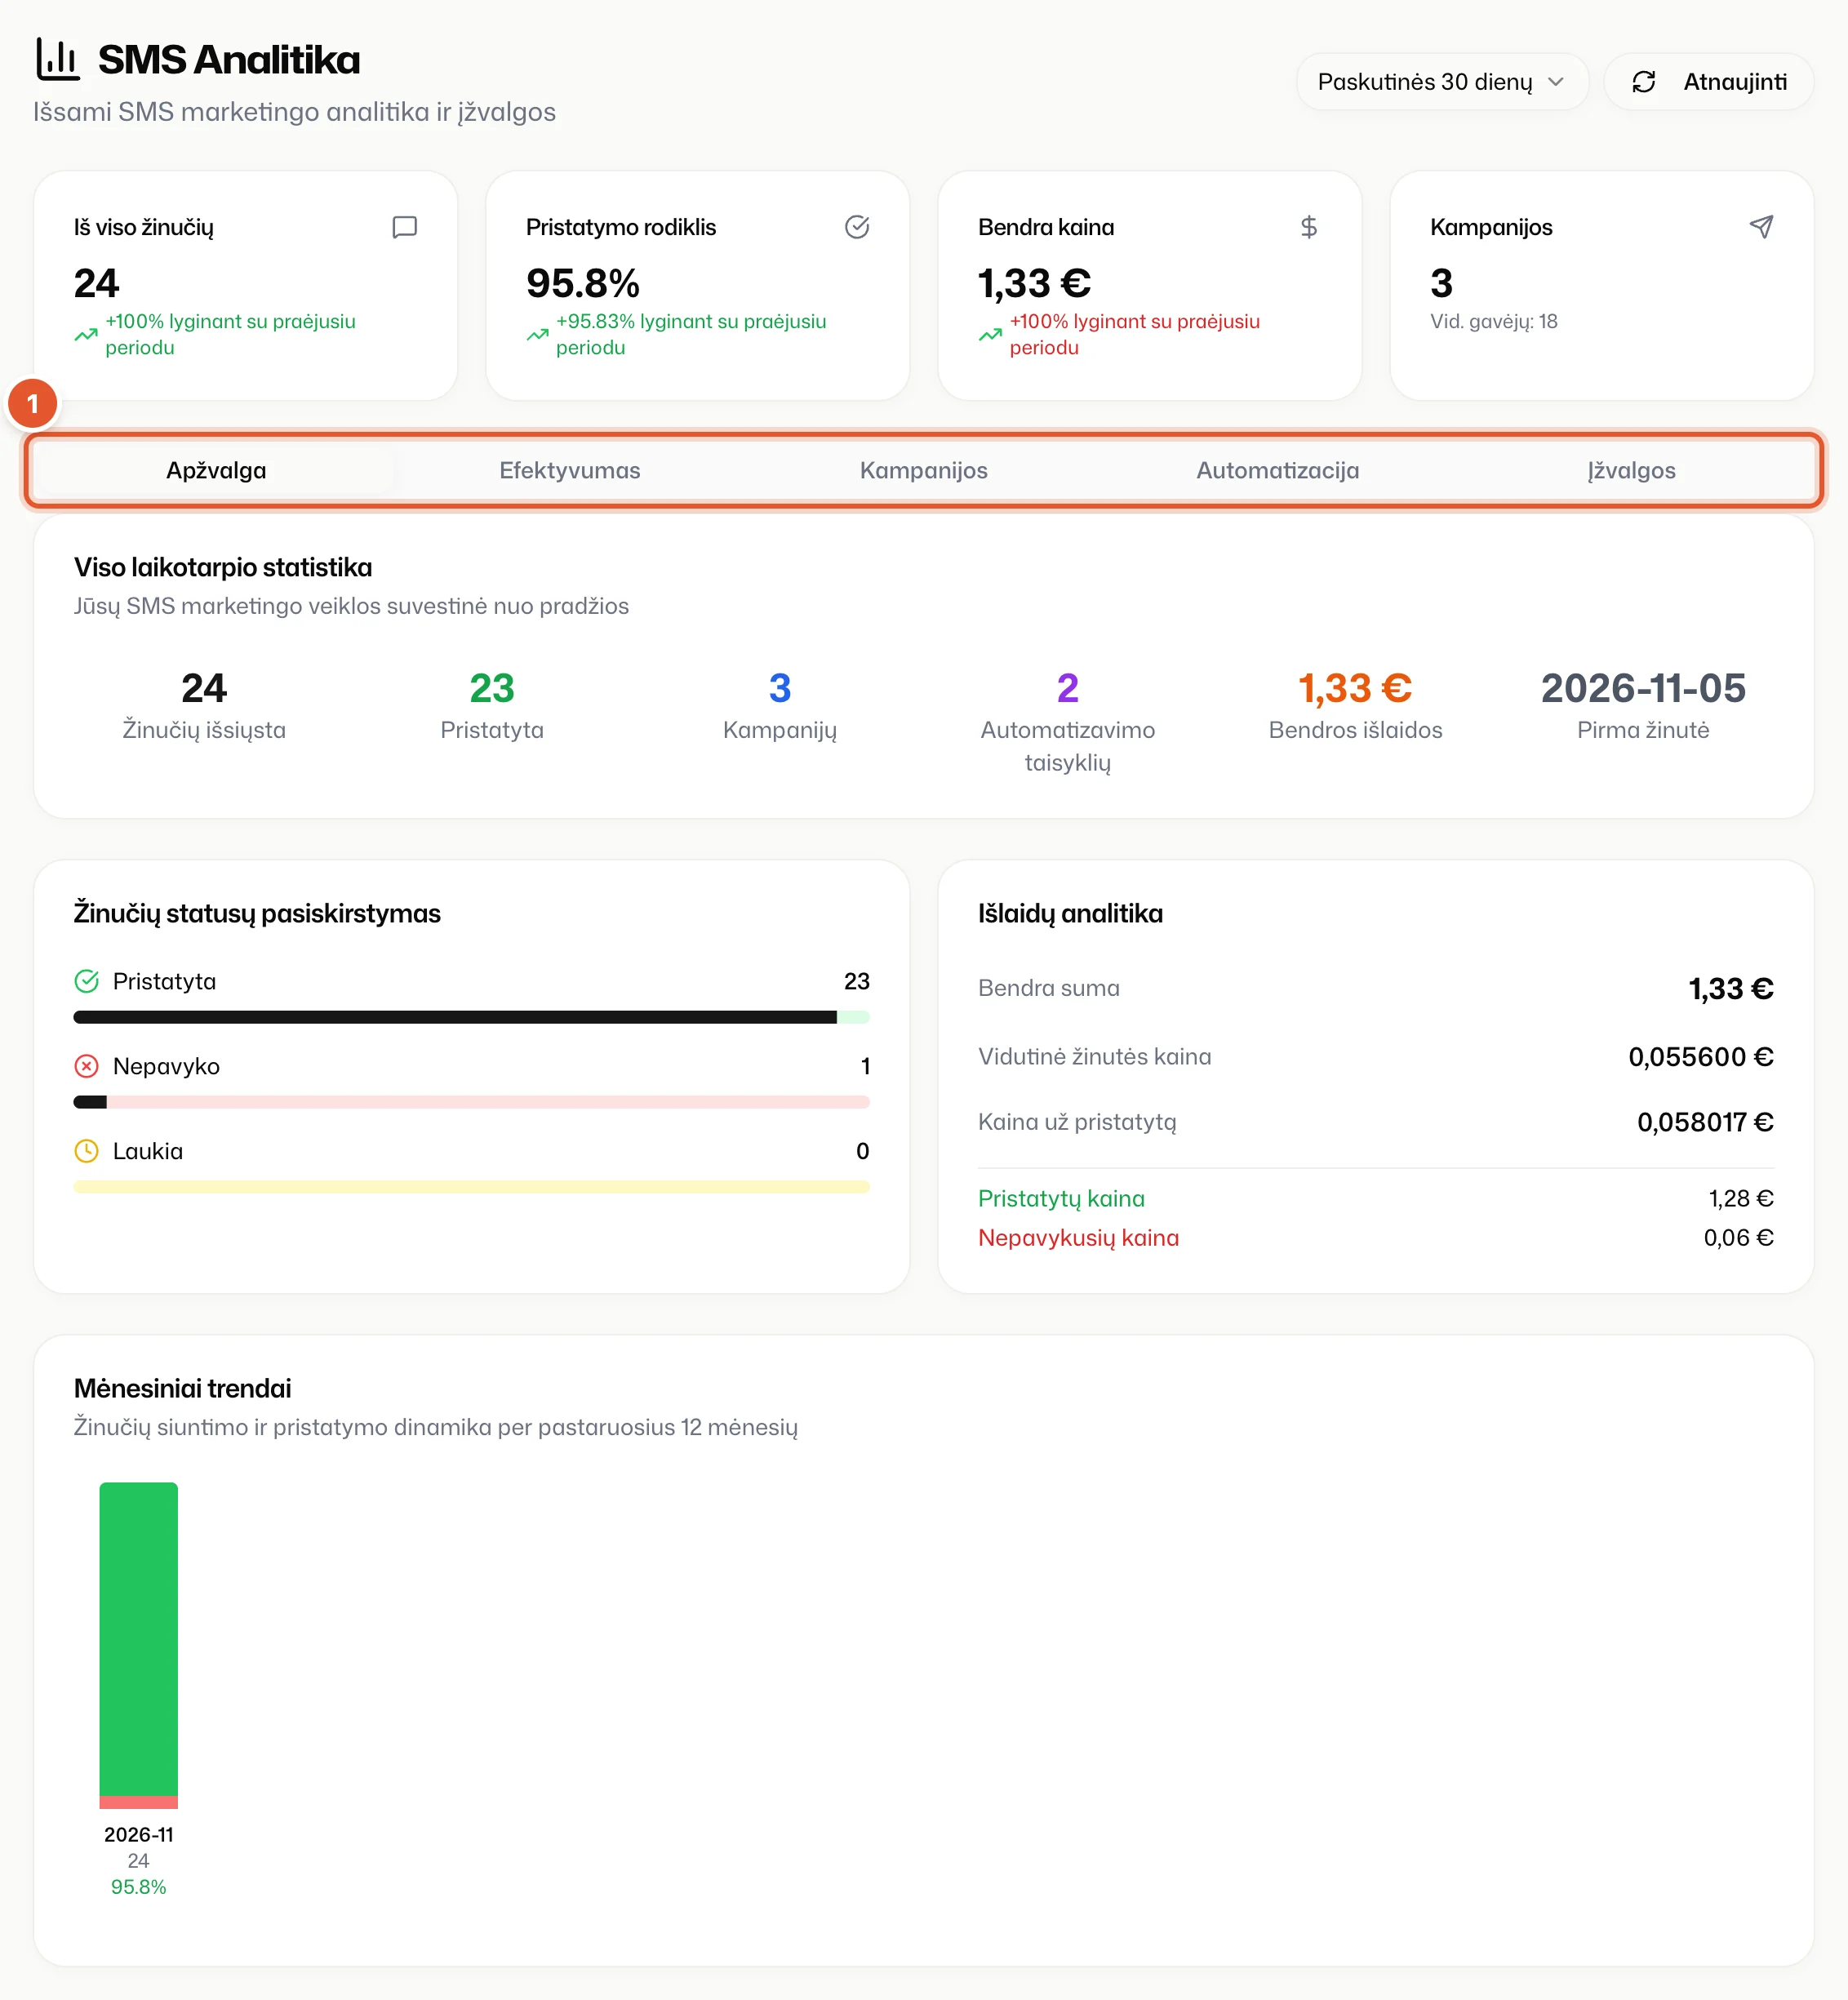 SMS Analitika
Išsami SMS marketingo analitika ir įžvalgos
Paskutinės 30 dienų
Atnaujinti
Iš viso žinučių
24
+100% lyginant su praėjusiu
periodu
Pristatymo rodiklis
95.8%
+95.83% lyginant su praėjusiu
periodu
Bendra kaina
$
1,33 €
+100% lyginant su praėjusiu
periodu
Kampanijos
3
Vid. gavėjų: 18
1
Apžvalga
Efektyvumas
Kampanijos
Automatizacija
Įžvalgos
Viso laikotarpio statistika
Jūsų SMS marketingo veiklos suvestinė nuo pradžios
24
Žinučių išsiųsta
23
Pristatyta
3
Kampanijų
2
Automatizavimo
taisyklių
1,33 €
Bendros išlaidos
2026-11-05
Pirma žinutė
Žinučių statusų pasiskirstymas
Pristatyta 23
Nepavyko 1
Laukia 0
Išlaidų analitika
Bendra suma 1,33 €
Vidutinė žinutės kaina 0,055600 €
Kaina už pristatytą 0,058017 €
Pristatytų kaina 1,28 €
Nepavykusių kaina 0,06 €
Mėnesiniai trendai
Žinučių siuntimo ir pristatymo dinamika per pastaruosius 12 mėnesių
2026-11
24
95.8%